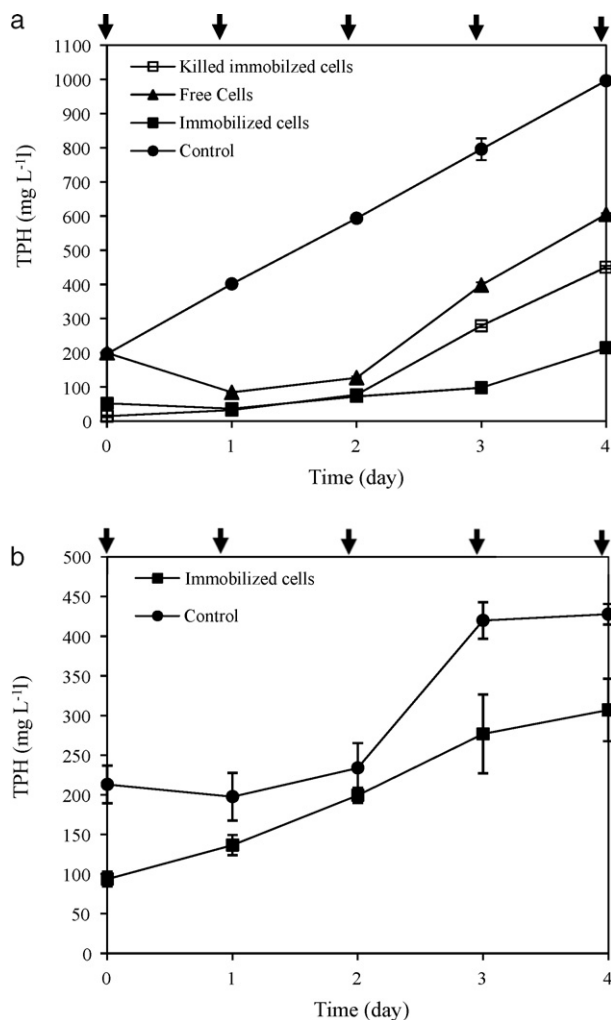 a
1100
1000
900
800
700
600
500
400
300
200
100
0
TPH (mg L-1l)
Killed immobilzed cells
Free Cells
Immobilized cells
Control
0 1 2 3 4
Time (day)
b
500
450
400
350
300
250
200
150
100
50
0
TPH (mg L-1l)
Immobilized cells
Control
0 1 2 3 4
Time (day)